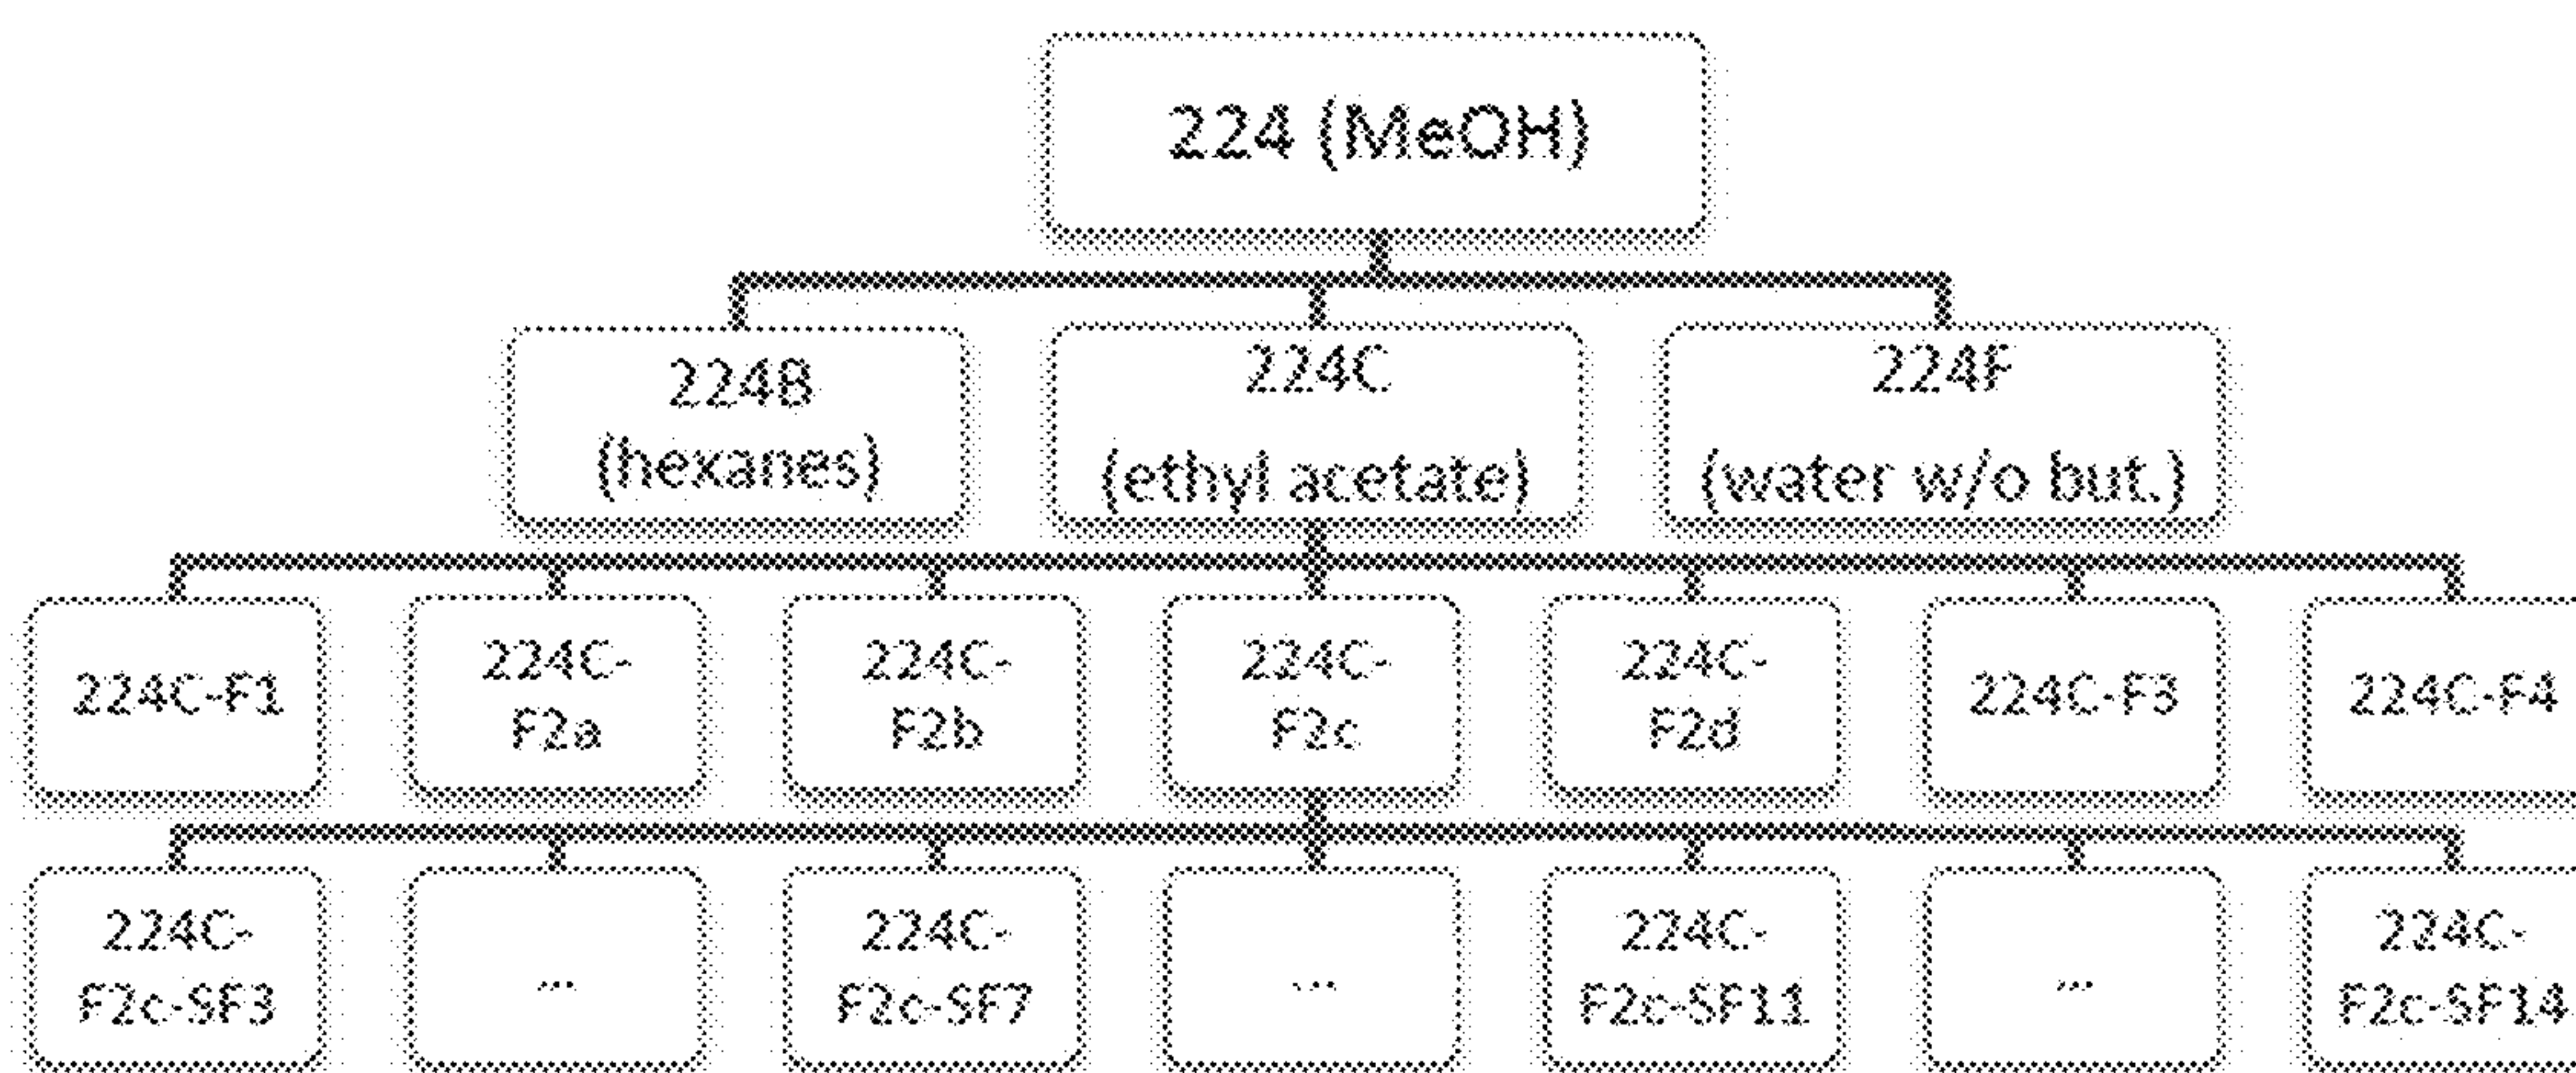 224 (MeOH)
224B
(hexanes)
224C
(ethyl acetate)
224F
(water w/o but.)
224C-F1
224C-
F2a
224C-
F2b
224C-
F2c
224C-
F2d
224C-F3
224C-F4
224C-
F2c-SF3
...
224C-
F2c-SF7
...
224C-
F2c-SF11
...
224C-
F2c-SF14